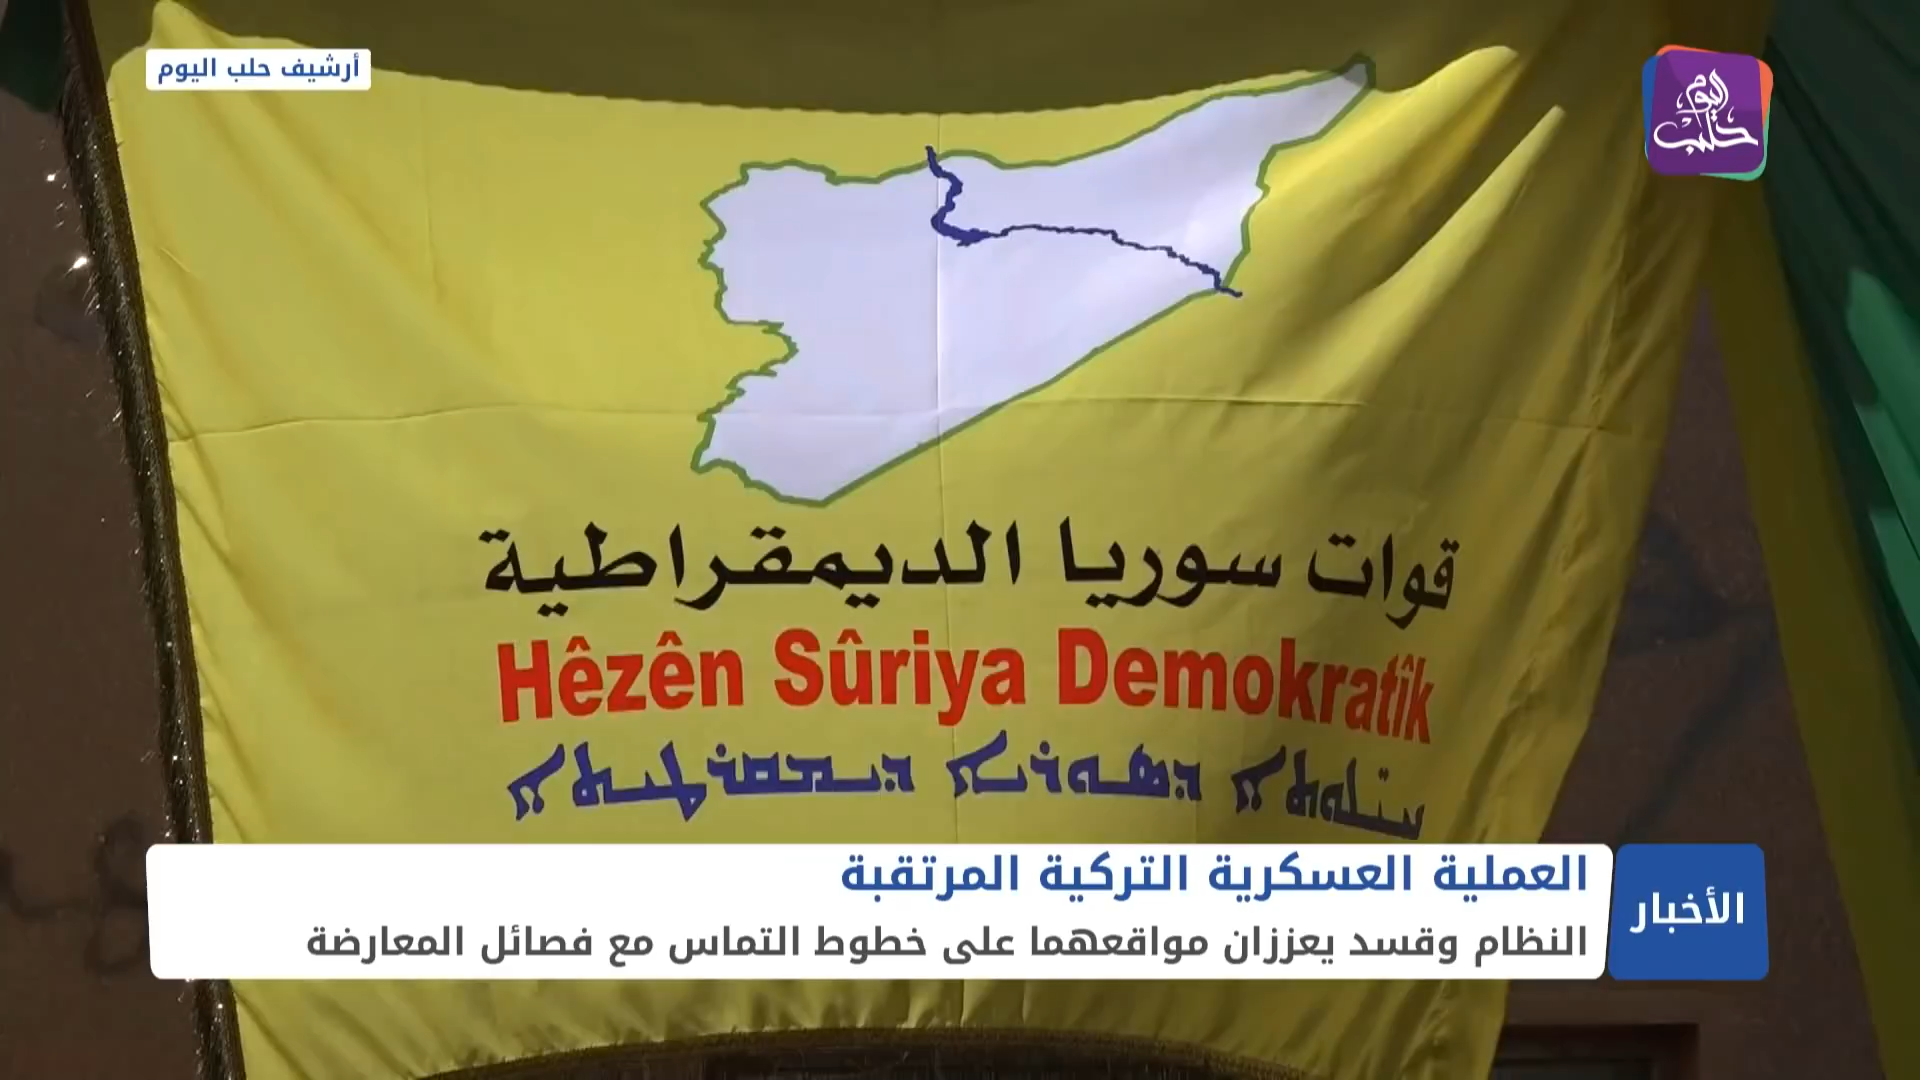 أرشيف حلب اليوم
حلب اليوم
قوات سوريا الديمقراطية
Hêzên Sûriya Demokratîk
العملية العسكرية التركية المرتقبة
النظام وقسد يعززان مواقعهما على خطوط التماس مع فصائل المعارضة
الأخبار